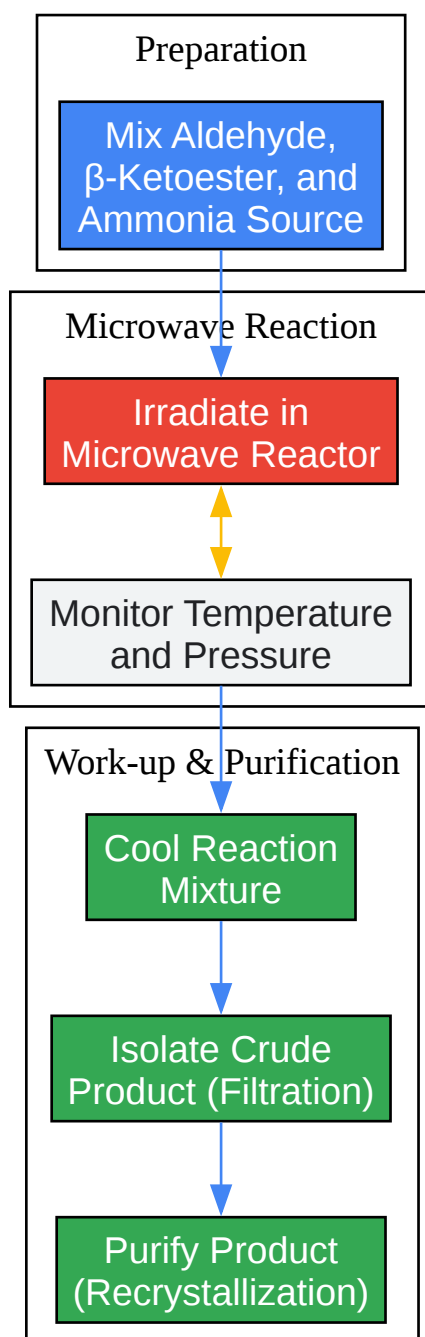 Preparation
Mix Aldehyde,
β-Ketoester, and
Ammonia Source
Microwave Reaction
Irradiate in
Microwave Reactor
Monitor Temperature
and Pressure
Work-up & Purification
Cool Reaction
Mixture
Isolate Crude
Product (Filtration)
Purify Product
(Recrystallization)